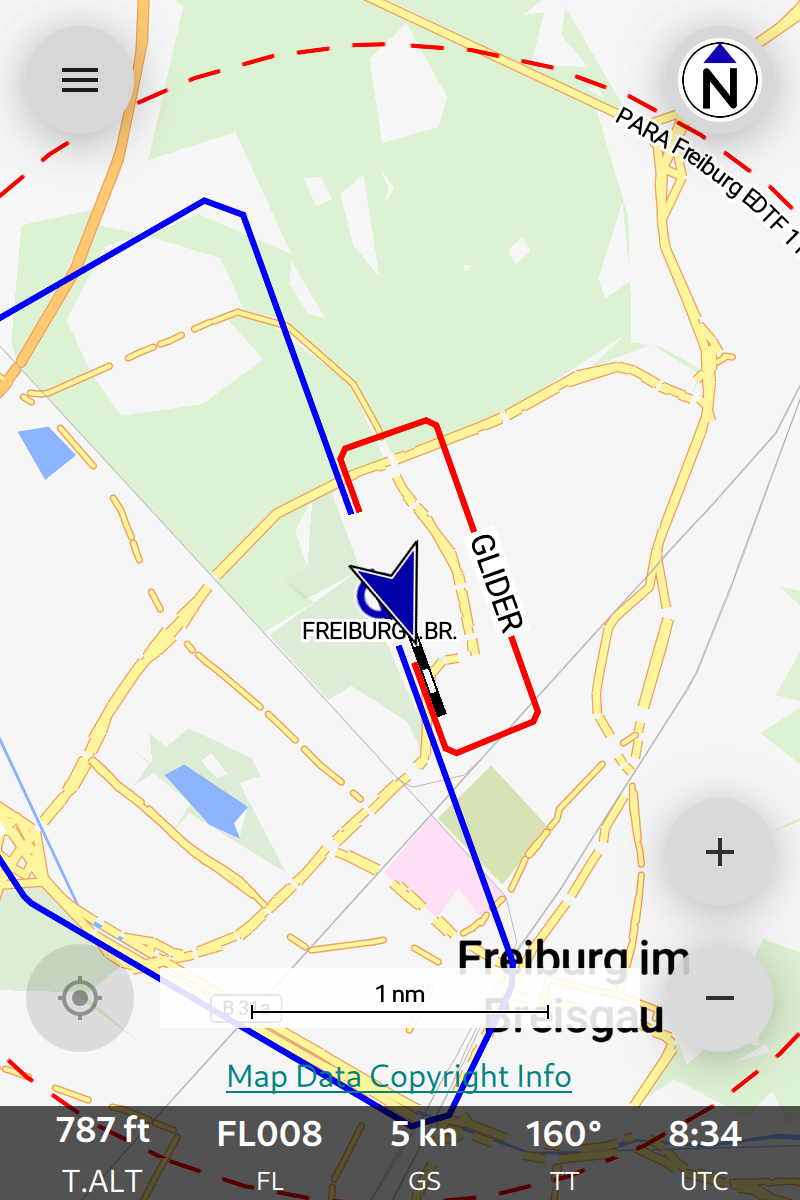 N
PARA Freiburg EDTF 1
GLIDER
FREIBURG .BR.
Freiburg im
Breisgau
B 31a
1 nm
Map Data Copyright Info
787 ft FL008 5 kn 160° 8:34
T.ALT FL GS TT UTC